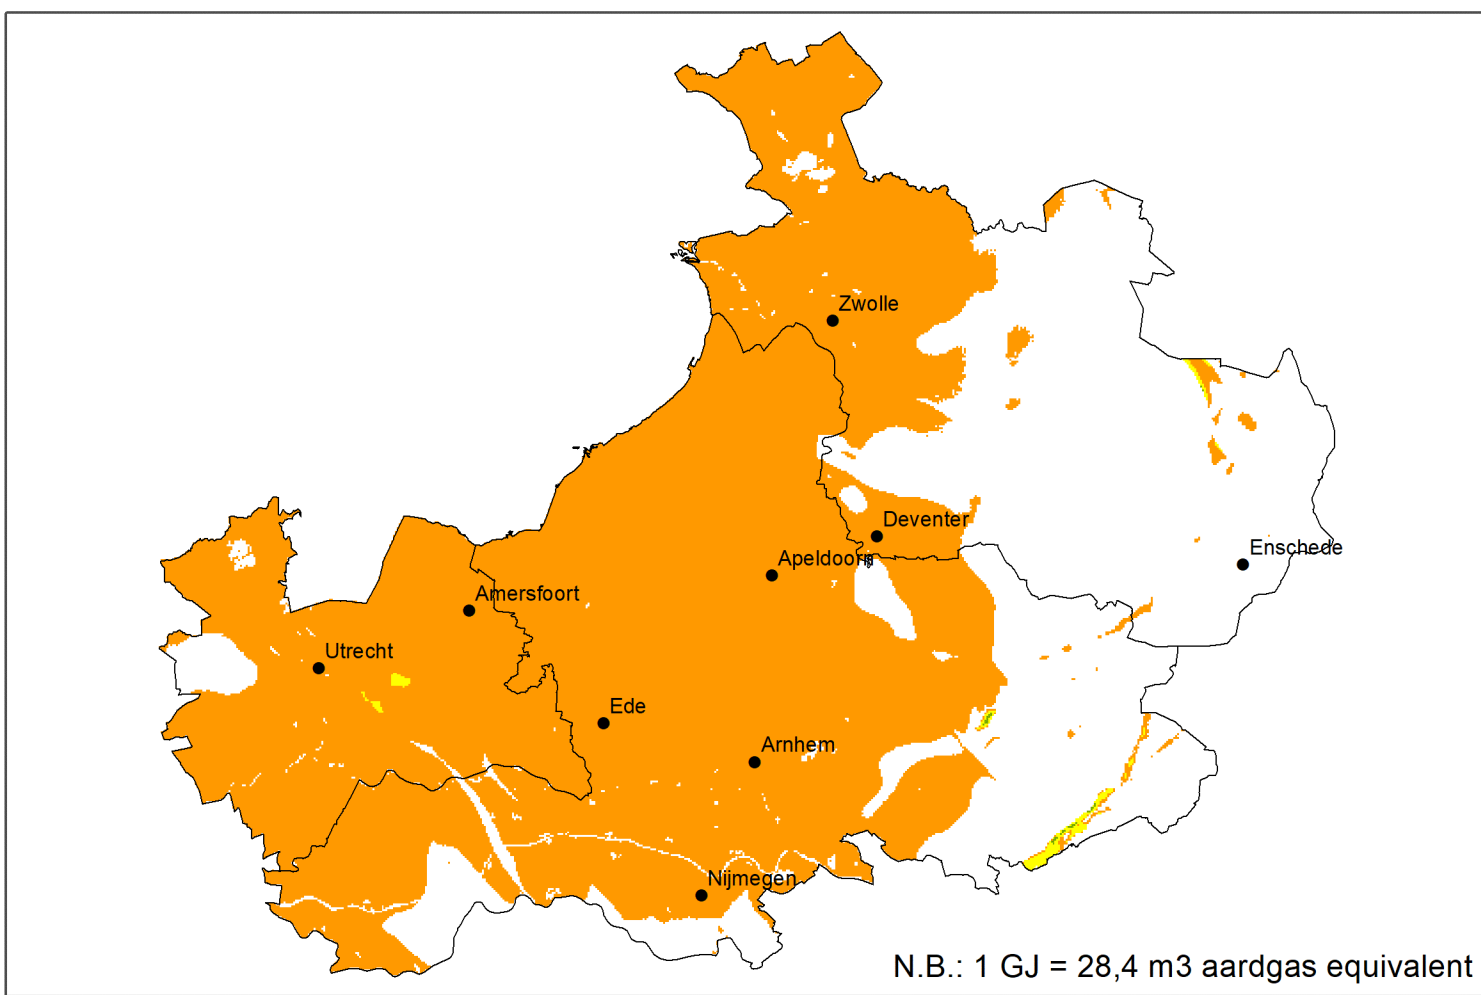 Zwolle
Deventer
Enschede
Apeldoorn
Amersfoort
Utrecht
Ede
Arnhem
Nijmegen
N.B.: 1 GJ = 28,4 m3 aardgas equivalent